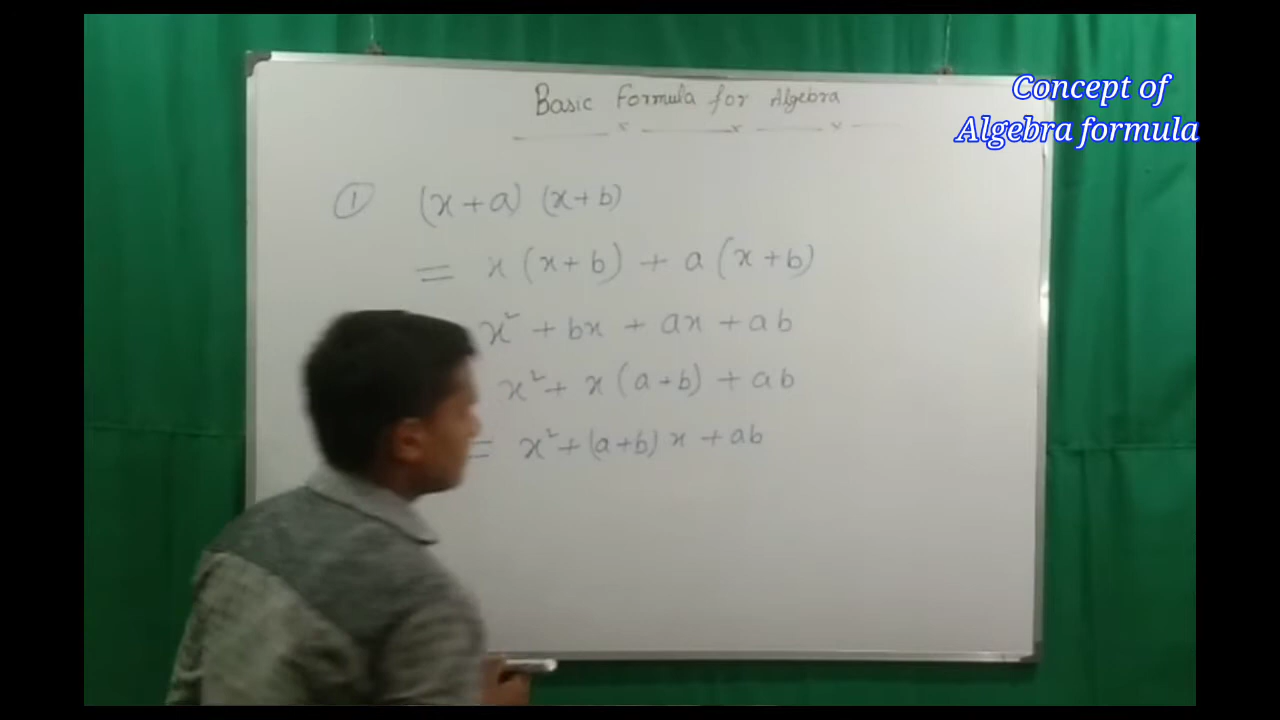 Basic Formula for Algebra
Concept of
Algebra formula
① (x+a) (x+b)
= x (x+b) + a (x+b)
x² + bx + ax + ab
x² + x (a+b) + ab
= x² + (a+b) x + ab